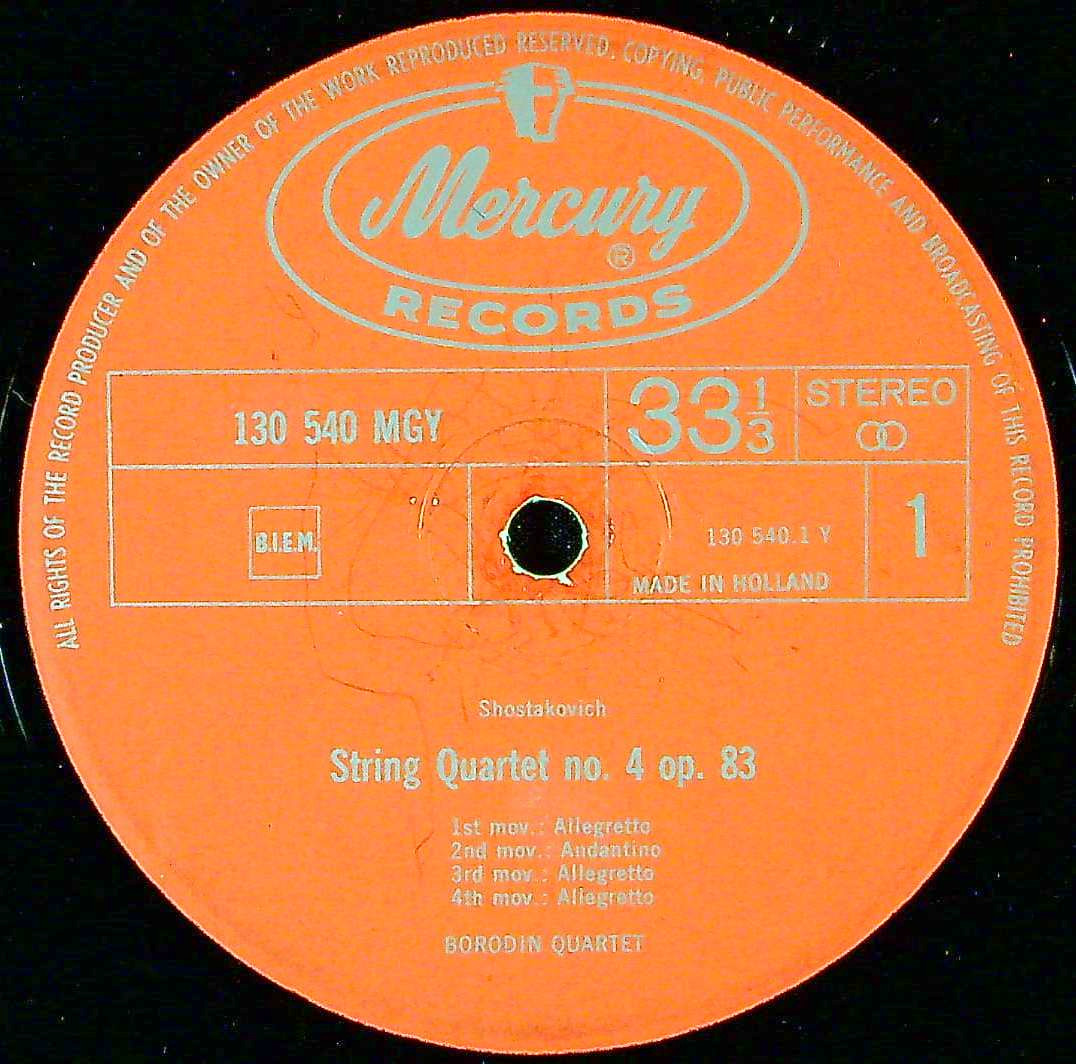 ALL RIGHTS OF THE RECORD PRODUCER AND OF THE OWNER OF THE WORK REPRODUCED RESERVED. COPYING, PUBLIC PERFORMANCE AND BROADCASTING OF THIS RECORD PROHIBITED
Mercury
®
RECORDS
130 540 MGY
33 1/3
STEREO
B.I.E.M.
130 540.1 Y
MADE IN HOLLAND
1
Shostakovich
String Quartet no. 4 op. 83
1st mov.: Allegretto
2nd mov.: Andantino
3rd mov.: Allegretto
4th mov.: Allegretto
BORODIN QUARTET